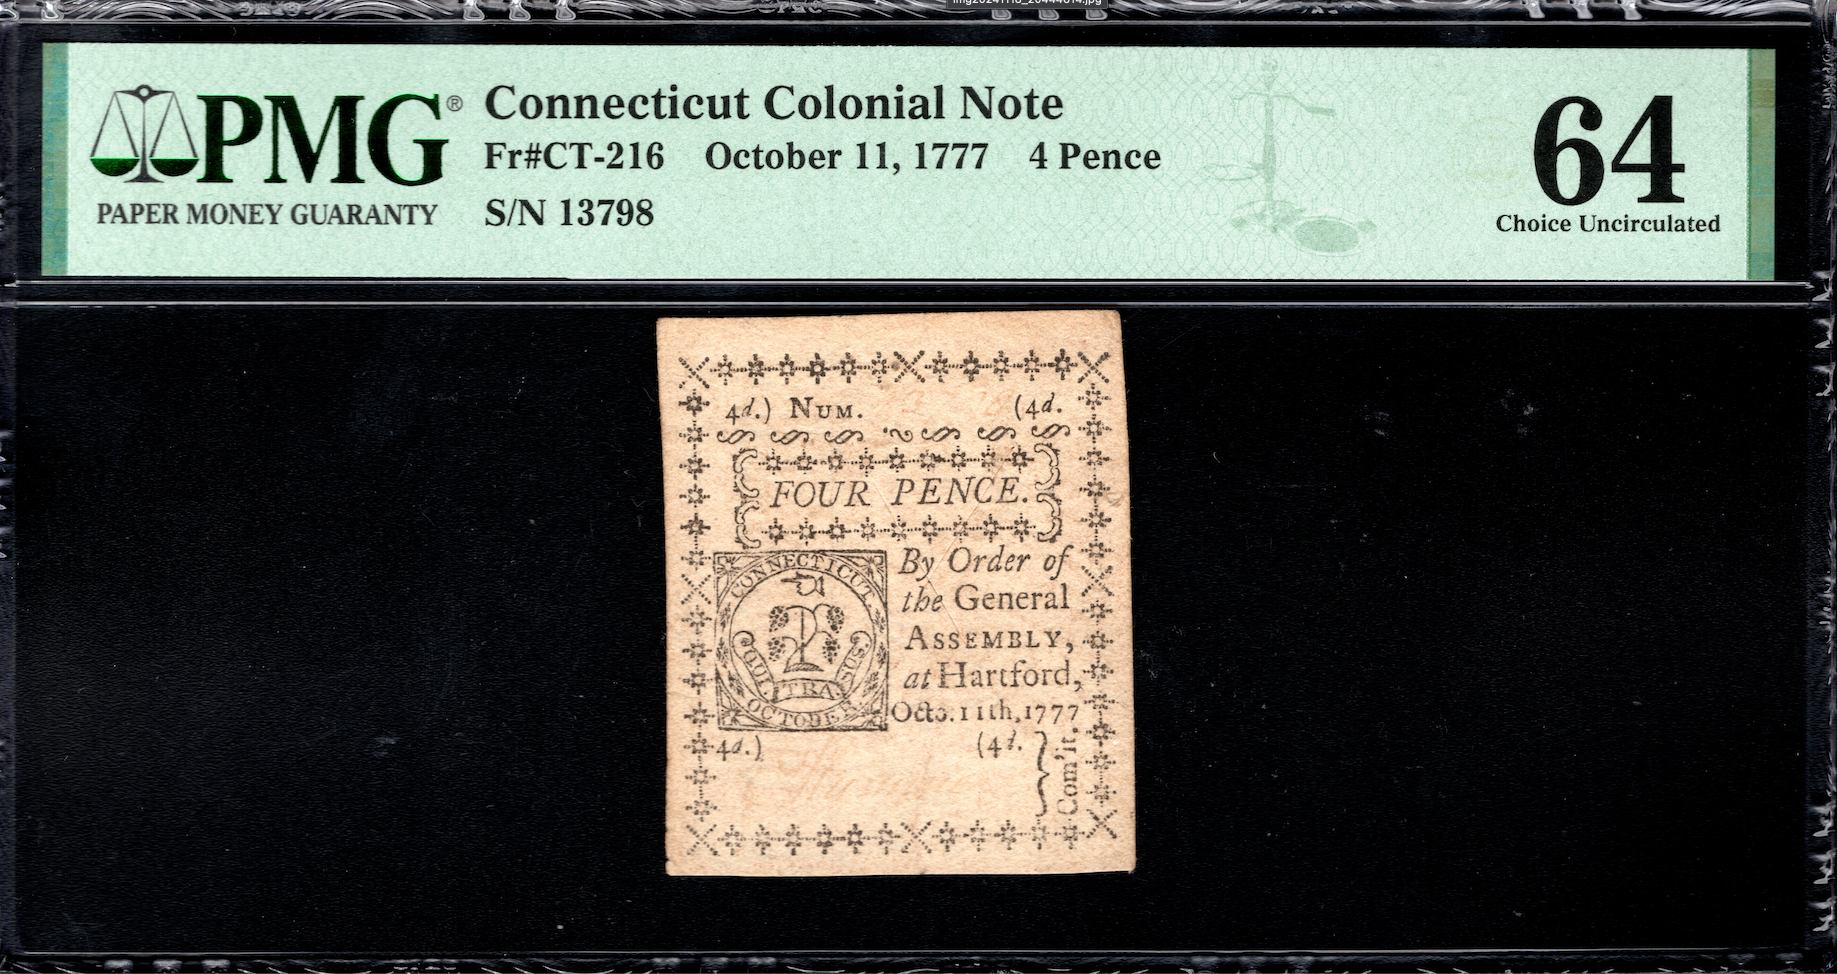 PMG®
PAPER MONEY GUARANTY
Connecticut Colonial Note
Fr#CT-216 October 11, 1777 4 Pence
S/N 13798
64
Choice Uncirculated
4d.) NUM. (4d.
FOUR PENCE.
CONNECTICUT
QUI TRA SUS
OCTOBER
By Order of
the General
ASSEMBLY,
at Hartford,
Octo. 11th, 1777
4d.) (4d.
Com'it.